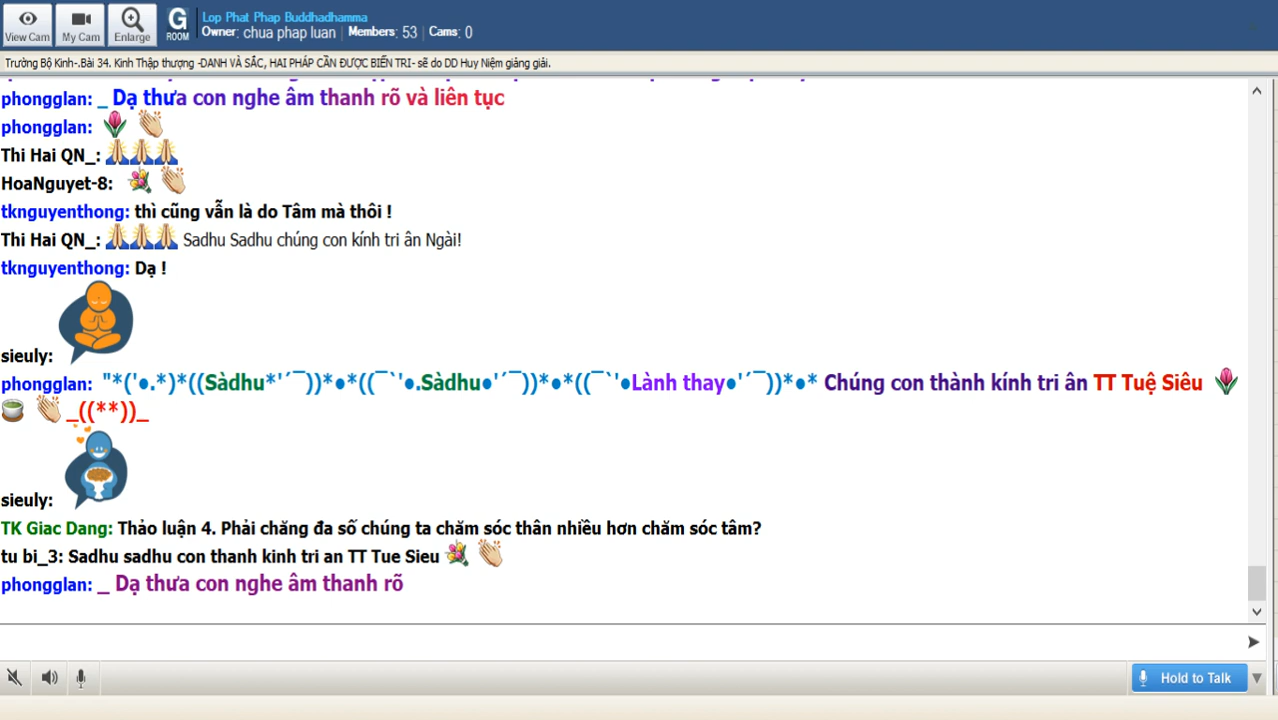 View Cam
My Cam
Enlarge
G
ROOM
Lop Phat Phap Buddhadhamma
Owner: chua phap luan | Members: 53 | Cams: 0
Trường Bộ Kinh-.Bài 34. Kinh Thập thượng -DANH VÀ SẮC, HAI PHÁP CẦN ĐƯỢC BIẾN TRI- sẽ do DD Huy Niệm giảng giải.
phongglan: _ Dạ thưa con nghe âm thanh rõ và liên tục
phongglan:
Thi Hai QN_:
HoaNguyet-8:
tknguyenthong: thì cũng vẫn là do Tâm mà thôi !
Thi Hai QN_: Sadhu Sadhu chúng con kính tri ân Ngài!
tknguyenthong: Dạ !
sieuly:
phongglan: "*('●.*)*((Sàdhu*'´¯))*●*((¯`'●.Sàdhu●'´¯))*●*((¯`'●Lành thay●'´¯))*●* Chúng con thành kính tri ân TT Tuệ Siêu
_((**))_
sieuly:
TK Giac Dang: Thảo luận 4. Phải chăng đa số chúng ta chăm sóc thân nhiều hơn chăm sóc tâm?
tu bi_3: Sadhu sadhu con thanh kinh tri an TT Tue Sieu
phongglan: _ Dạ thưa con nghe âm thanh rõ
Hold to Talk